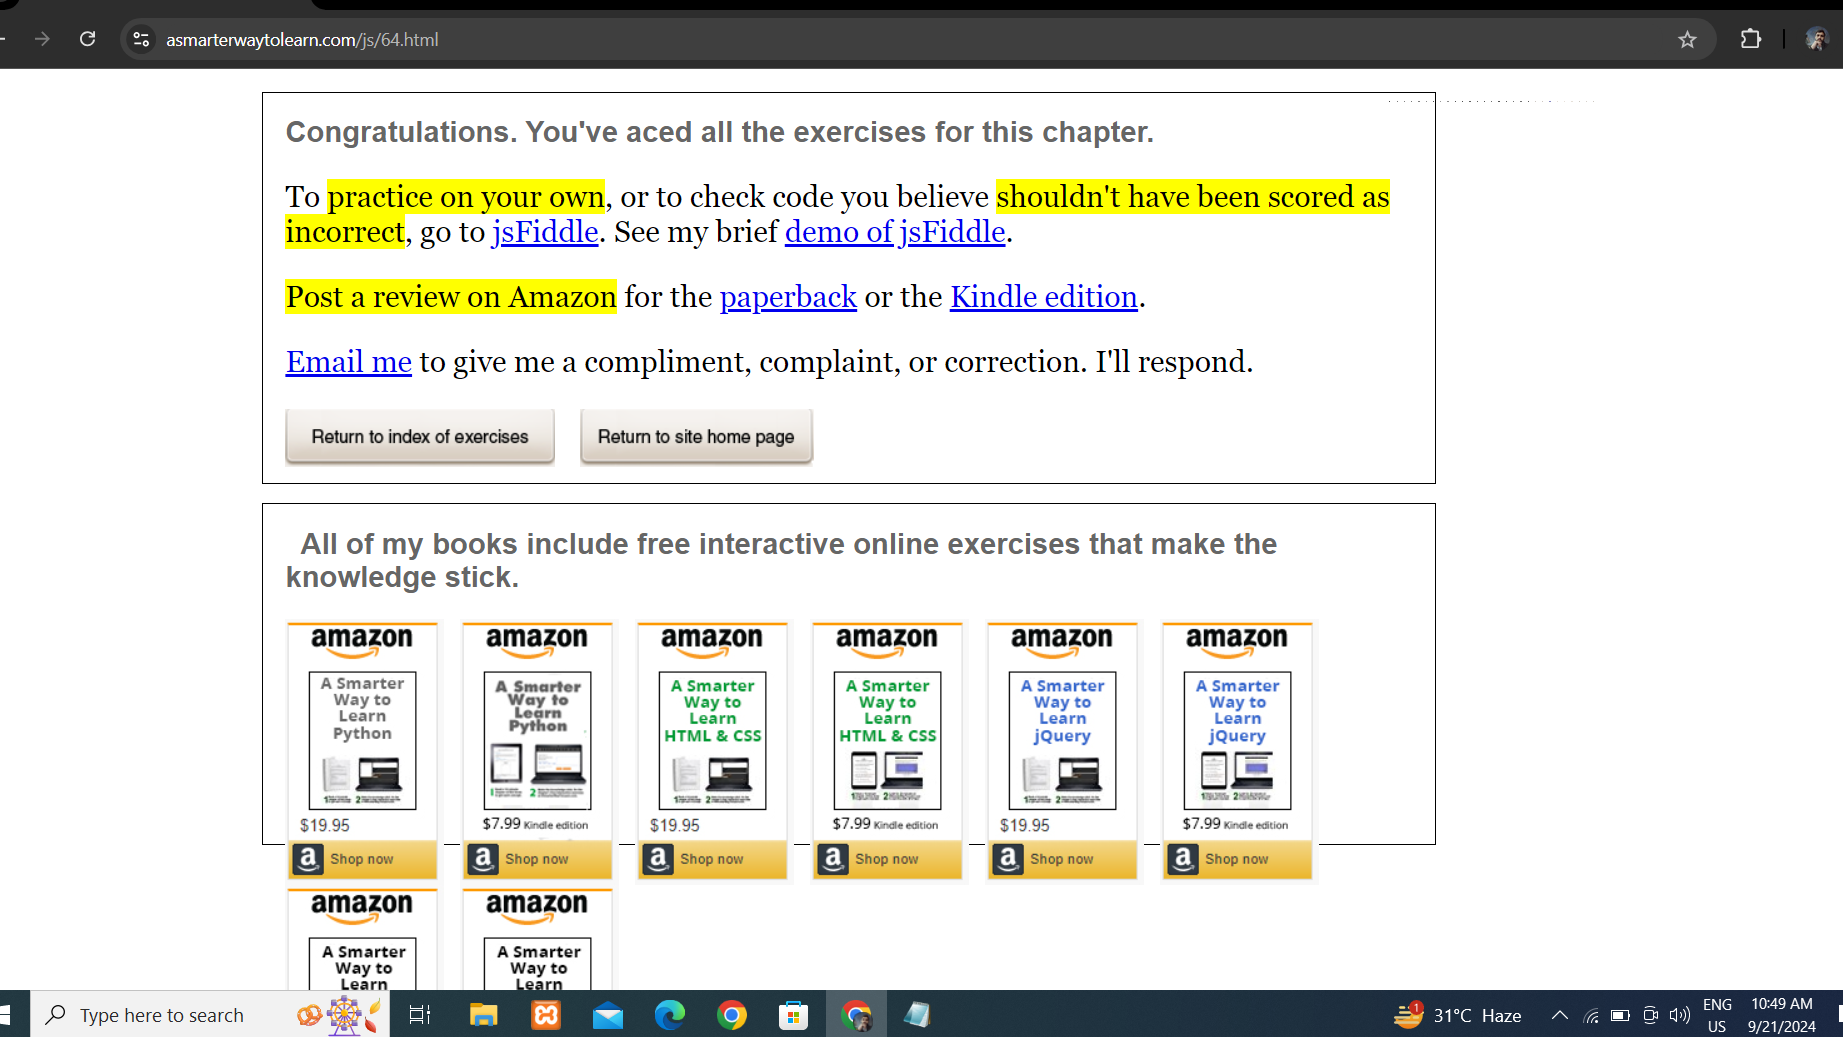 asmarterwaytolearn.com/js/64.html
Congratulations. You've aced all the exercises for this chapter.
To practice on your own, or to check code you believe shouldn't have been scored as
incorrect, go to jsFiddle. See my brief demo of jsFiddle.
Post a review on Amazon for the paperback or the Kindle edition.
Email me to give me a compliment, complaint, or correction. I'll respond.
Return to index of exercises Return to site home page
All of my books include free interactive online exercises that make the
knowledge stick.
amazon amazon amazon amazon amazon amazon
A Smarter A Smarter A Smarter A Smarter A Smarter A Smarter
Way to Way to Way to Way to Way to Way to
Learn Learn Learn Learn Learn Learn
Python Python HTML & CSS HTML & CSS jQuery jQuery
$19.95 $7.99 Kindle edition $19.95 $7.99 Kindle edition $19.95 $7.99 Kindle edition
a Shop now a Shop now a Shop now a Shop now a Shop now a Shop now
amazon amazon
A Smarter A Smarter
Way to Way to
Learn Learn
Type here to search 1 31°C Haze ENG 10:49 AM
US 9/21/2024